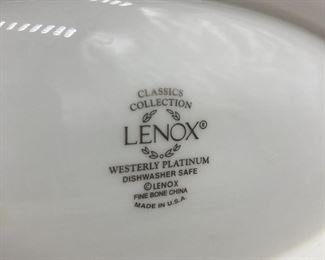 CLASSICS
COLLECTION
LENOX®
WESTERLY PLATINUM
DISHWASHER SAFE
©LENOX
FINE BONE CHINA
MADE IN U.S.A.